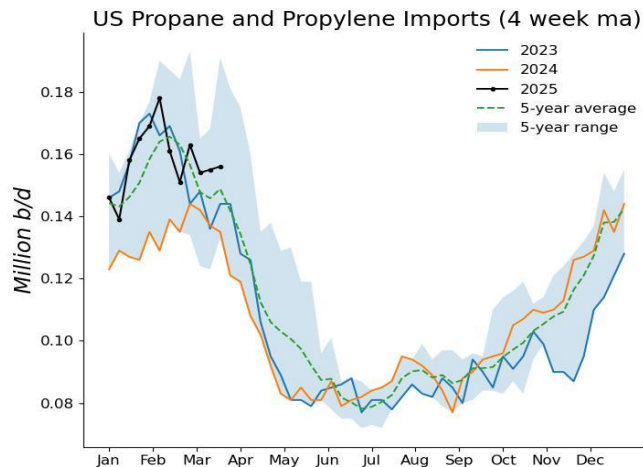 US Propane and Propylene Imports (4 week ma)
2023
2024
2025
5-year average
5-year range
Million b/d
0.18
0.16
0.14
0.12
0.10
0.08
Jan Feb Mar Apr May Jun Jul Aug Sep Oct Nov Dec